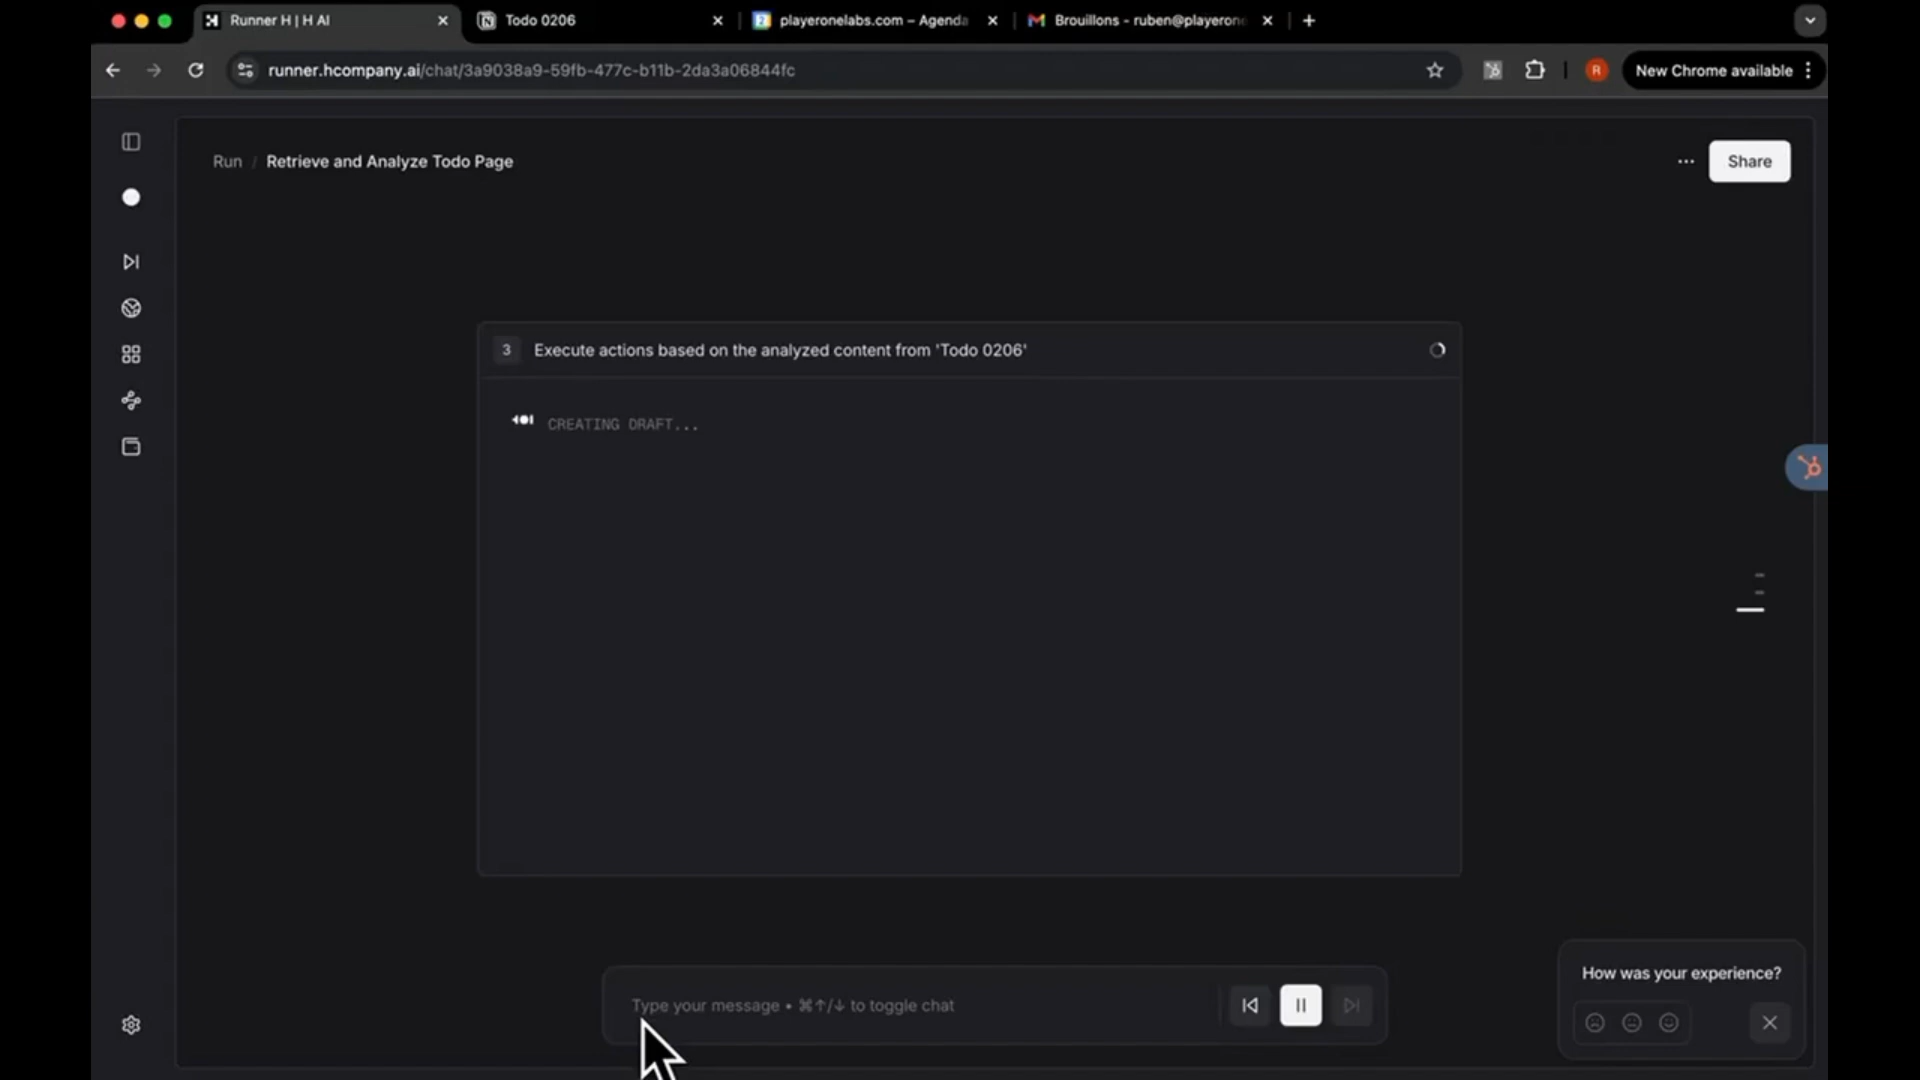 Runner H | H AI
Todo 0206
playeronelabs.com – Agenda
Brouillons - ruben@playerone
runner.hcompany.ai/chat/3a9038a9-59fb-477c-b11b-2da3a06844fc
R
New Chrome available
Run / Retrieve and Analyze Todo Page
Share
3 Execute actions based on the analyzed content from 'Todo 0206'
CREATING DRAFT...
How was your experience?
Type your message • ⌘↑/↓ to toggle chat